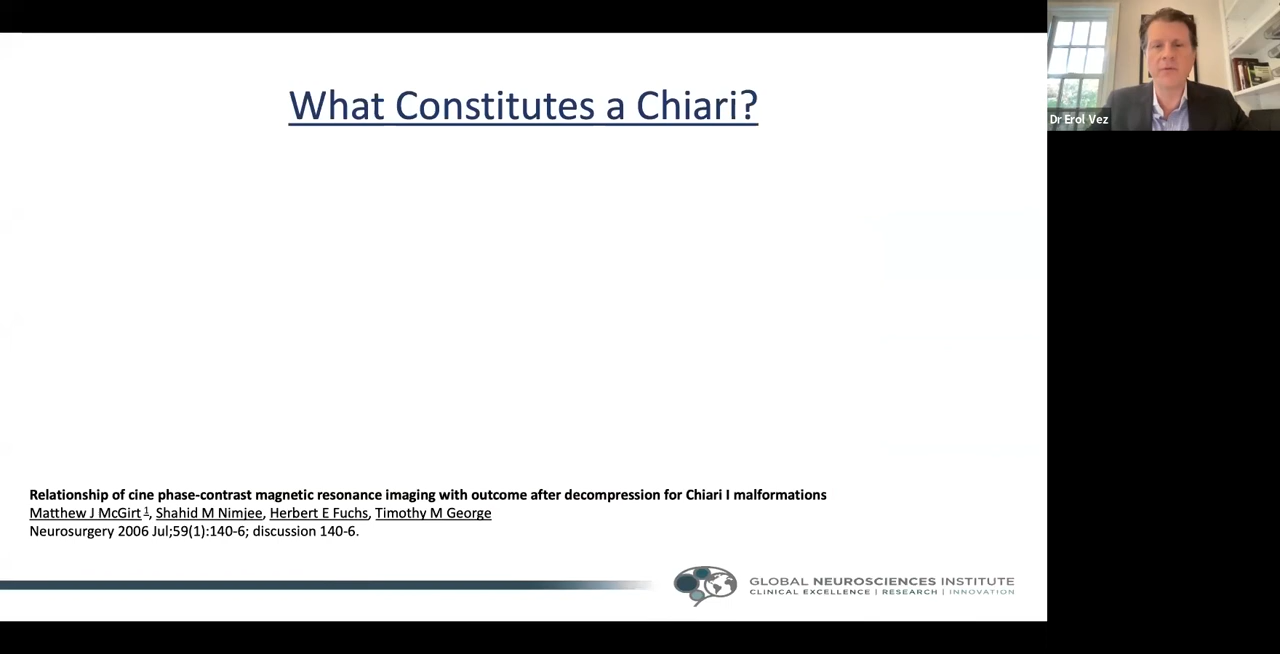 What Constitutes a Chiari?
Dr Erol Vez
Relationship of cine phase-contrast magnetic resonance imaging with outcome after decompression for Chiari I malformations
Matthew J McGirt 1, Shahid M Nimjee, Herbert E Fuchs, Timothy M George
Neurosurgery 2006 Jul;59(1):140-6; discussion 140-6.
GLOBAL NEUROSCIENCES INSTITUTE
CLINICAL EXCELLENCE | RESEARCH | INNOVATION